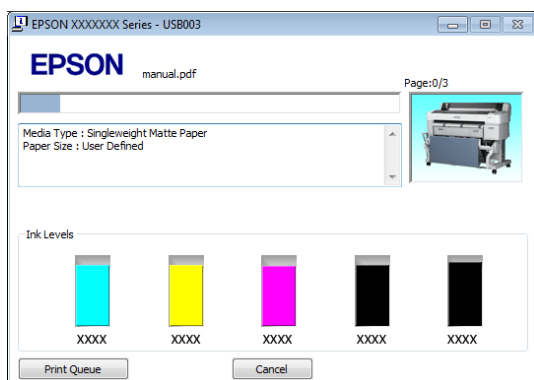 EPSON XXXXXXX Series - USB003
EPSON
manual.pdf
Page:0/3
Media Type : Singleweight Matte Paper
Paper Size : User Defined
Ink Levels
XXXX XXXX XXXX XXXX XXXX
Print Queue Cancel